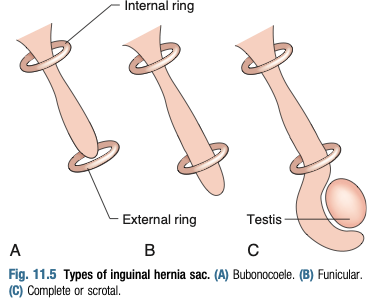 Internal ring
External ring
Testis
A
B
C
Fig. 11.5 Types of inguinal hernia sac. (A) Bubonocoele. (B) Funicular.
(C) Complete or scrotal.